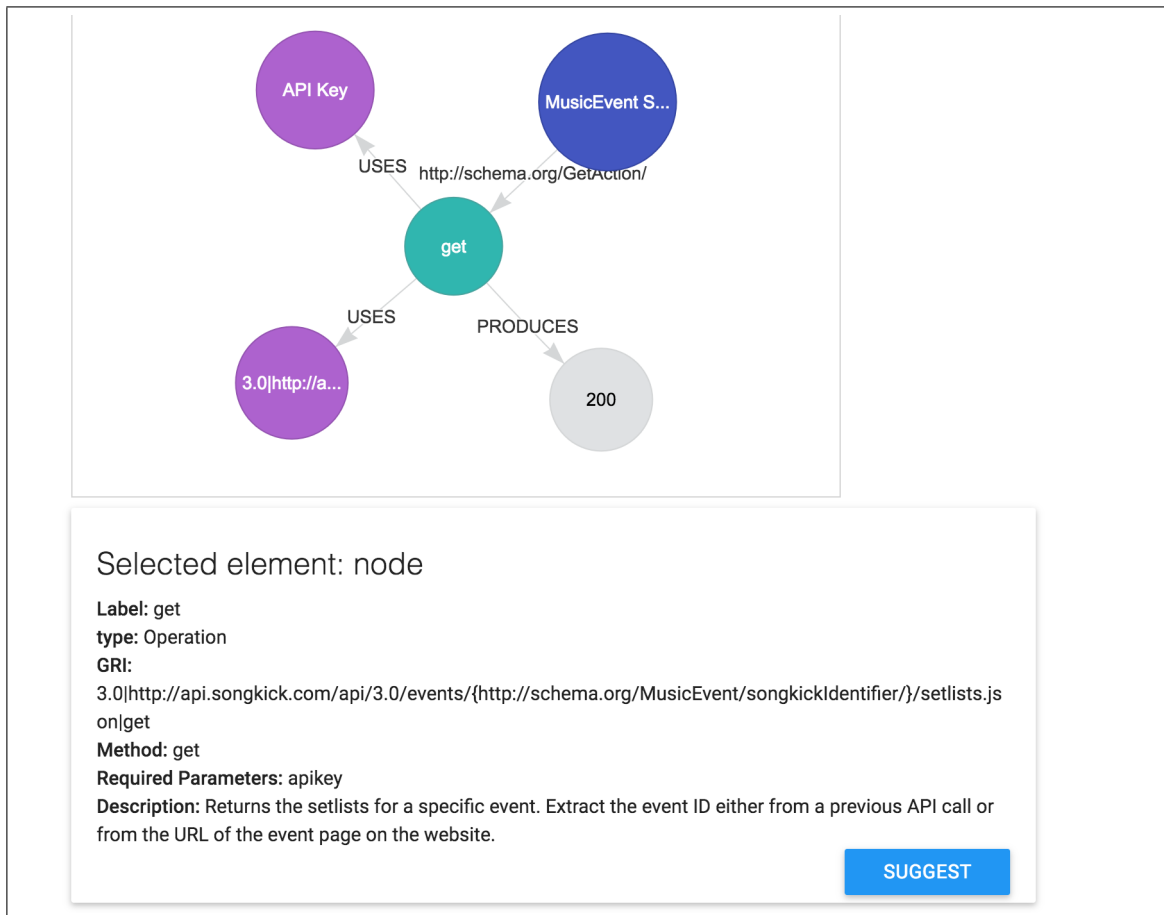 API Key
MusicEvent S...
USES
http://schema.org/GetAction/
get
USES
PRODUCES
3.0|http://a...
200
Selected element: node
Label: get
type: Operation
GRI:
3.0|http://api.songkick.com/api/3.0/events/{http://schema.org/MusicEvent/songkickIdentifier/}/setlists.js
on|get
Method: get
Required Parameters: apikey
Description: Returns the setlists for a specific event. Extract the event ID either from a previous API call or
from the URL of the event page on the website.
SUGGEST